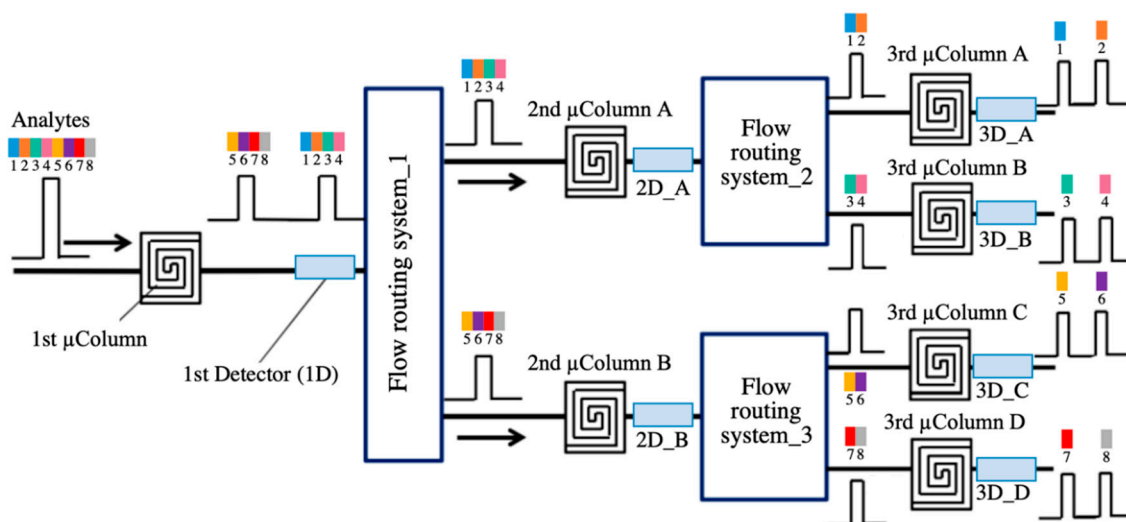 Analytes
1 2 3 4 5 6 7 8
1st µColumn
5 6 7 8
1 2 3 4
1st Detector (1D)
Flow routing system_1
1 2 3 4
2nd µColumn A
2D_A
5 6 7 8
2nd µColumn B
2D_B
Flow
routing
system_2
Flow
routing
system_3
1 2
3rd µColumn A
3D_A
1
2
3 4
3rd µColumn B
3D_B
3
4
5 6
3rd µColumn C
3D_C
5
6
7 8
3rd µColumn D
3D_D
7
8